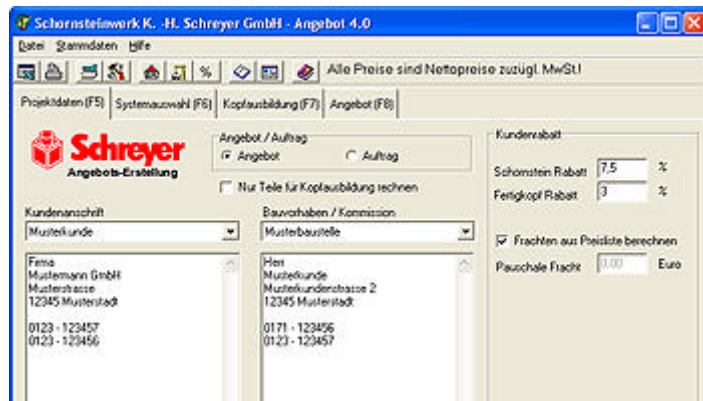 Schornsteinwerk K. -H. Schreyer GmbH - Angebot 4.0
Datei Stammdaten Hilfe
% Alle Preise sind Nettopreise zuzügl. MwSt.!
Projektdaten (F5) Systemauswahl (F6) Kopfausbildung (F7) Angebot (F8)
Schreyer
Angebots-Erstellung
Angebot / Auftrag
Angebot Auftrag
Nur Teile für Kopfausbildung rechnen
Kundenanschrift
Musterkunde
Firma
Mustermann GmbH
Musterstrasse
12345 Musterstadt
0123 - 123457
0123 - 123456
Bauvorhaben / Kommission
Musterbaustelle
Herr
Musterkunde
Musterkundenstrasse 2
12345 Musterstadt
0171 - 123456
0123 - 123457
Kundenrabatt
Schornstein Rabatt 7,5 %
Fertigkopf Rabatt 3 %
Frachten aus Preisliste berechnen
Pauschale Fracht 0,00 Euro